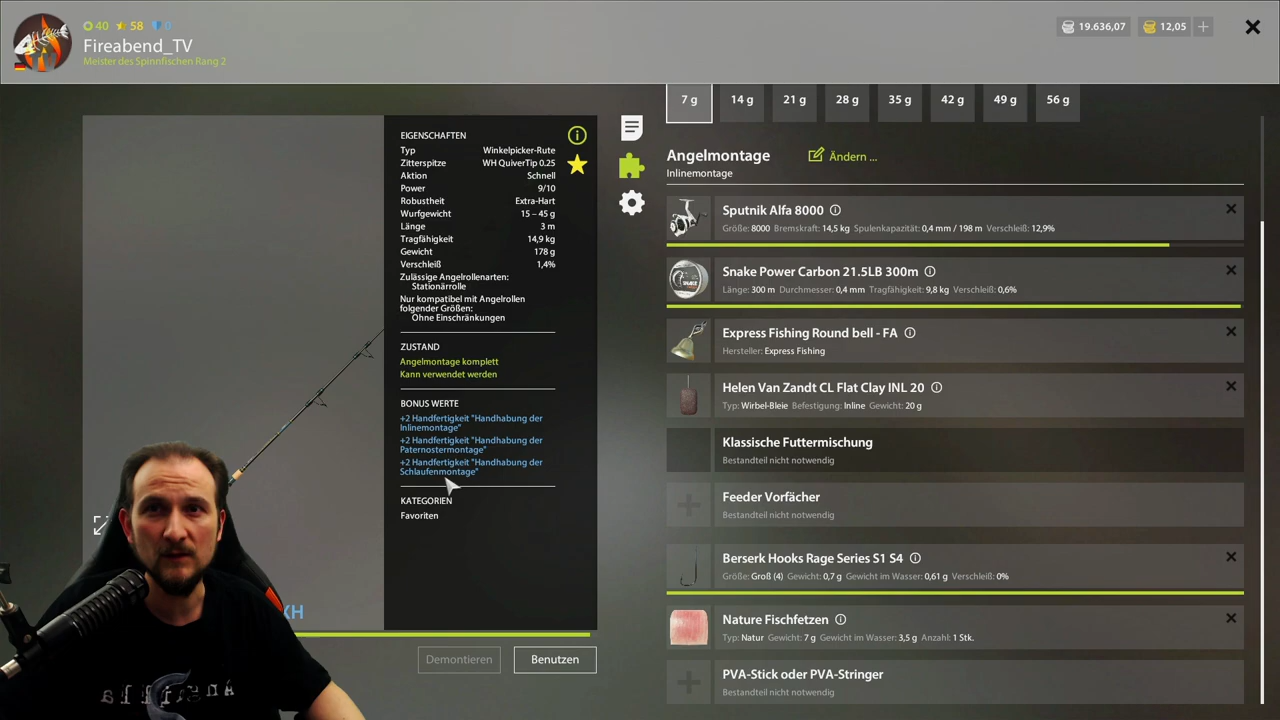 40 58 0
Fireabend_TV
Meister des Spinnfischen Rang 2
19.636,07 12,05
7 g 14 g 21 g 28 g 35 g 42 g 49 g 56 g
EIGENSCHAFTEN
Typ Winkelpicker-Rute
Zitterspitze WH QuiverTip 0.25
Aktion Schnell
Power 9/10
Robustheit Extra-Hart
Wurfgewicht 15 – 45 g
Länge 3 m
Tragfähigkeit 14,9 kg
Gewicht 178 g
Verschleiß 1,4%
Zulässige Angelrollenarten:
Stationärrolle
Nur kompatibel mit Angelrollen
folgender Größen:
Ohne Einschränkungen
ZUSTAND
Angelmontage komplett
Kann verwendet werden
BONUS WERTE
+2 Handfertigkeit "Handhabung der
Inlinemontage"
+2 Handfertigkeit "Handhabung der
Paternostermontage"
+2 Handfertigkeit "Handhabung der
Schlaufenmontage"
KATEGORIEN
Favoriten
XH
Demontieren Benutzen
Angelmontage Ändern ...
Inlinemontage
Sputnik Alfa 8000
Größe: 8000 Bremskraft: 14,5 kg Spulenkapazität: 0,4 mm / 198 m Verschleiß: 12,9%
Snake Power Carbon 21.5LB 300m
Länge: 300 m Durchmesser: 0,4 mm Tragfähigkeit: 9,8 kg Verschleiß: 0,6%
Express Fishing Round bell - FA
Hersteller: Express Fishing
Helen Van Zandt CL Flat Clay INL 20
Typ: Wirbel-Bleie Befestigung: Inline Gewicht: 20 g
Klassische Futtermischung
Bestandteil nicht notwendig
Feeder Vorfächer
Bestandteil nicht notwendig
Berserk Hooks Rage Series S1 S4
Größe: Groß (4) Gewicht: 0,7 g Gewicht im Wasser: 0,61 g Verschleiß: 0%
Nature Fischfetzen
Typ: Natur Gewicht: 7 g Gewicht im Wasser: 3,5 g Anzahl: 1 Stk.
PVA-Stick oder PVA-Stringer
Bestandteil nicht notwendig